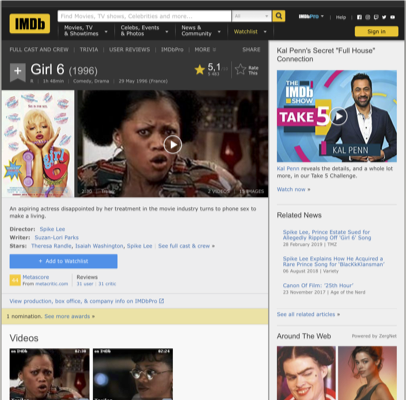 IMDb
Find Movies, TV shows, Celebrities and more...
All
IMDbPro
Help
Movies, TV
& Showtimes
Celebs, Events
& Photos
News &
Community
Watchlist
Sign in
FULL CAST AND CREW | TRIVIA | USER REVIEWS | IMDbPro | MORE
SHARE
Girl 6 (1996)
5,1
Rate
This
R | 1h 48min | Comedy, Drama | 29 May 1996 (France)
2:30
2 VIDEOS
IMAGES
An aspiring actress disappointed by her treatment in the movie industry turns to phone sex to
make a living.
Director: Spike Lee
Writer: Suzan-Lori Parks
Stars: Theresa Randle, Isaiah Washington, Spike Lee | See full cast & crew »
+ Add to Watchlist
Metascore
From metacritic.com
Reviews
31 user | 31 critic
View production, box office, & company info on IMDbPro
1 nomination. See more awards »
Videos
Kal Penn's Secret "Full House"
Connection
THE
IMDb
SHOW
TAKE 5
KAL PENN
Kal Penn reveals the details, and a whole lot
more, in our Take 5 Challenge.
Watch now »
Related News
Spike Lee, Prince Estate Sued for
Allegedly Ripping Off 'Girl 6' Song
28 February 2019 | TMZ
Spike Lee Explains How He Acquired a
Rare Prince Song for 'BlacKkKlansman'
06 August 2018 | Variety
Canon Of Film: '25th Hour'
23 November 2017 | Age of the Nerd
See all related articles »
Around The Web
Powered by ZergNet